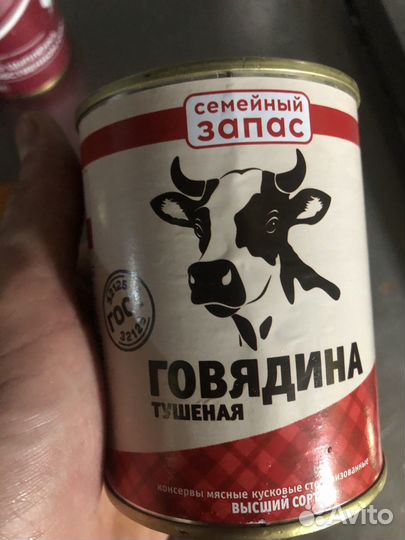 семейный
запас
32125
ГОСТ
32125
ГОВЯДИНА
ТУШЕНАЯ
консервы мясные кусковые стерилизованные
ВЫСШИЙ СОРТ
Avito